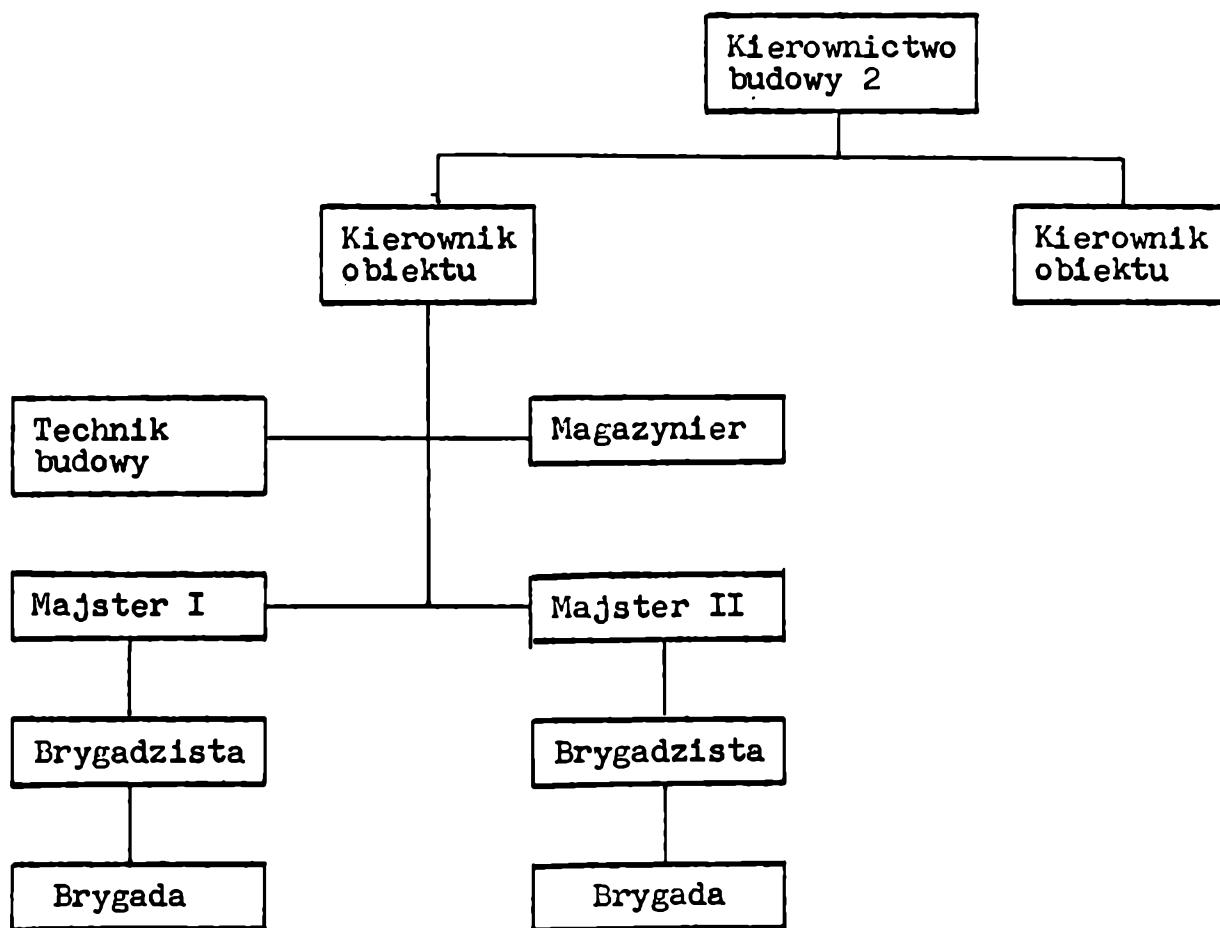 Kierownictwo
budowy 2
Kierownik
obiektu
Kierownik
obiektu
Technik
budowy
Magazynier
Majster I
Majster II
Brygadzista
Brygadzista
Brygada
Brygada